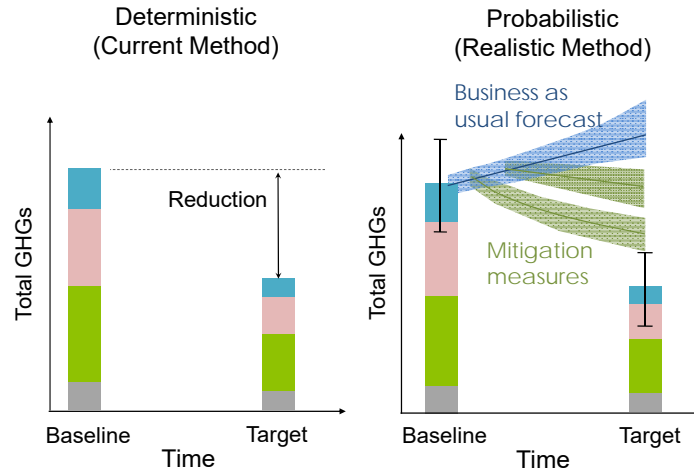 Deterministic
(Current Method)
Total GHGs
Reduction
Baseline
Target
Time
Probabilistic
(Realistic Method)
Business as
usual forecast
Total GHGs
Mitigation
measures
Baseline
Target
Time